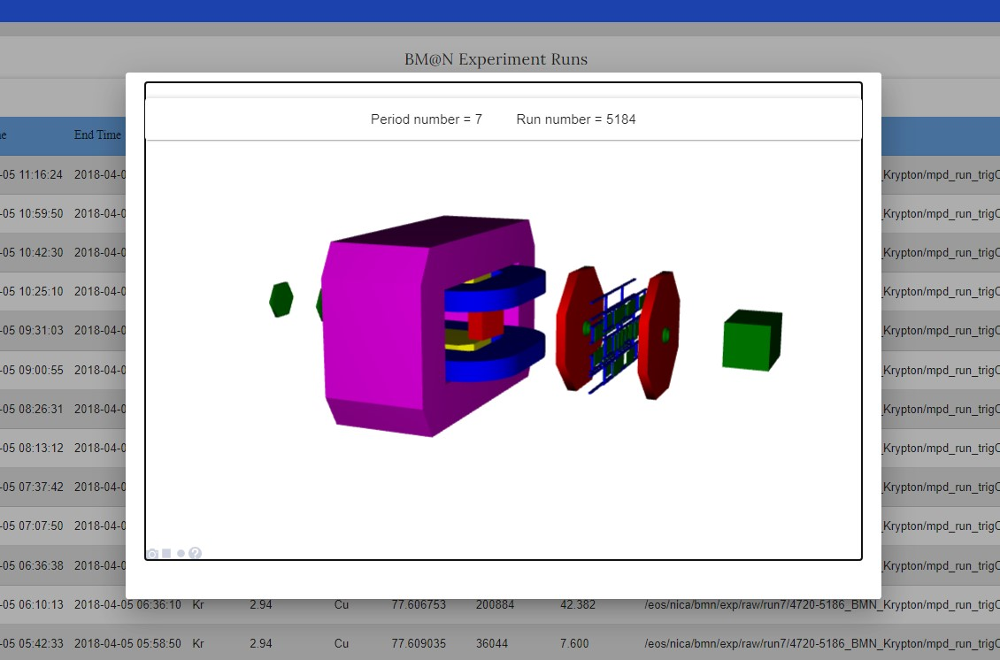 BM@N Experiment Runs
Period number = 7 Run number = 5184
End Time
-05 11:16:24 2018-04-0 _Krypton/mpd_run_trigC
-05 10:59:50 2018-04-0 _Krypton/mpd_run_trigC
-05 10:42:30 2018-04-0 _Krypton/mpd_run_trigC
-05 10:25:10 2018-04-0 _Krypton/mpd_run_trigC
-05 09:31:03 2018-04-0 _Krypton/mpd_run_trigC
-05 09:00:55 2018-04-0 _Krypton/mpd_run_trigC
-05 08:26:31 2018-04-0 _Krypton/mpd_run_trigC
-05 08:13:12 2018-04-0 _Krypton/mpd_run_trigC
-05 07:37:42 2018-04-0 _Krypton/mpd_run_trigC
-05 07:07:50 2018-04-0 _Krypton/mpd_run_trigC
-05 06:36:38 2018-04-0 _Krypton/mpd_run_trigC
-05 06:10:13 2018-04-05 06:36:10 Kr 2.94 Cu 77.606753 200884 42.382 /eos/nica/bmn/exp/raw/run7/4720-5186_BMN_Krypton/mpd_run_trigC
-05 05:42:33 2018-04-05 05:58:50 Kr 2.94 Cu 77.609035 36044 7.600 /eos/nica/bmn/exp/raw/run7/4720-5186_BMN_Krypton/mpd_run_trigC